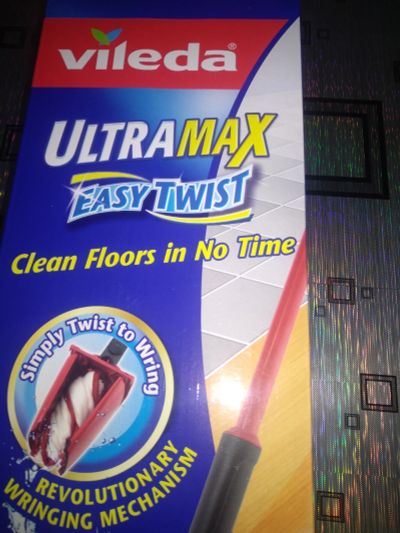 vileda®
ULTRAMAX
EASY TWIST
Clean Floors in No Time
Simply Twist to Wring
REVOLUTIONARY
WRINGING MECHANISM